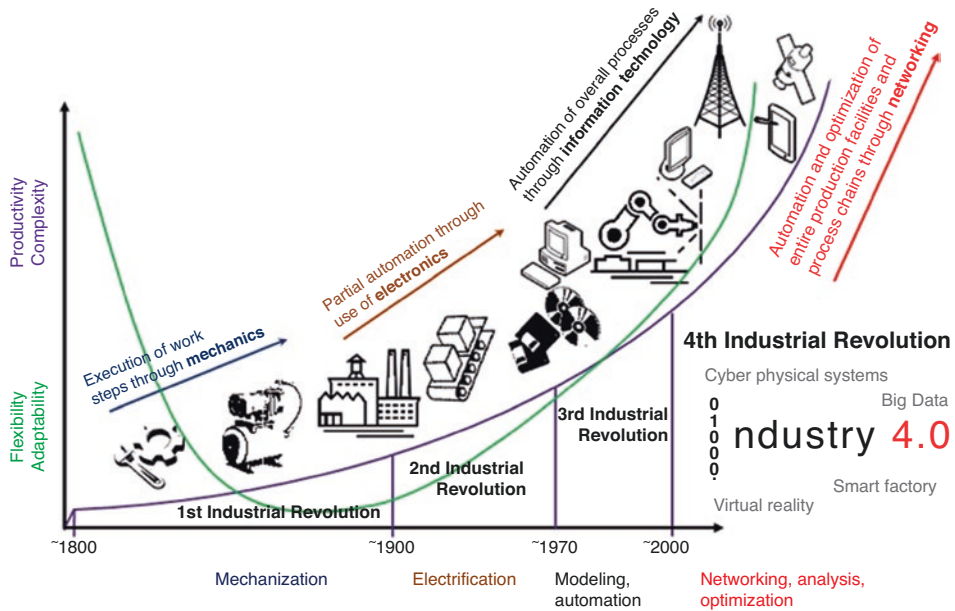 Productivity
Complexity
Flexibility
Adaptability
Execution of work
steps through mechanics
Partial automation through
use of electronics
Automation of overall processes
through information technology
Automation and optimization of
entire production facilities and
process chains through networking
1st Industrial Revolution
2nd Industrial
Revolution
3rd Industrial
Revolution
4th Industrial Revolution
Cyber physical systems
Big Data
0
1
0
0
0
:
ndustry 4.0
Smart factory
Virtual reality
~1800
~1900
~1970
~2000
Mechanization
Electrification
Modeling,
automation
Networking, analysis,
optimization